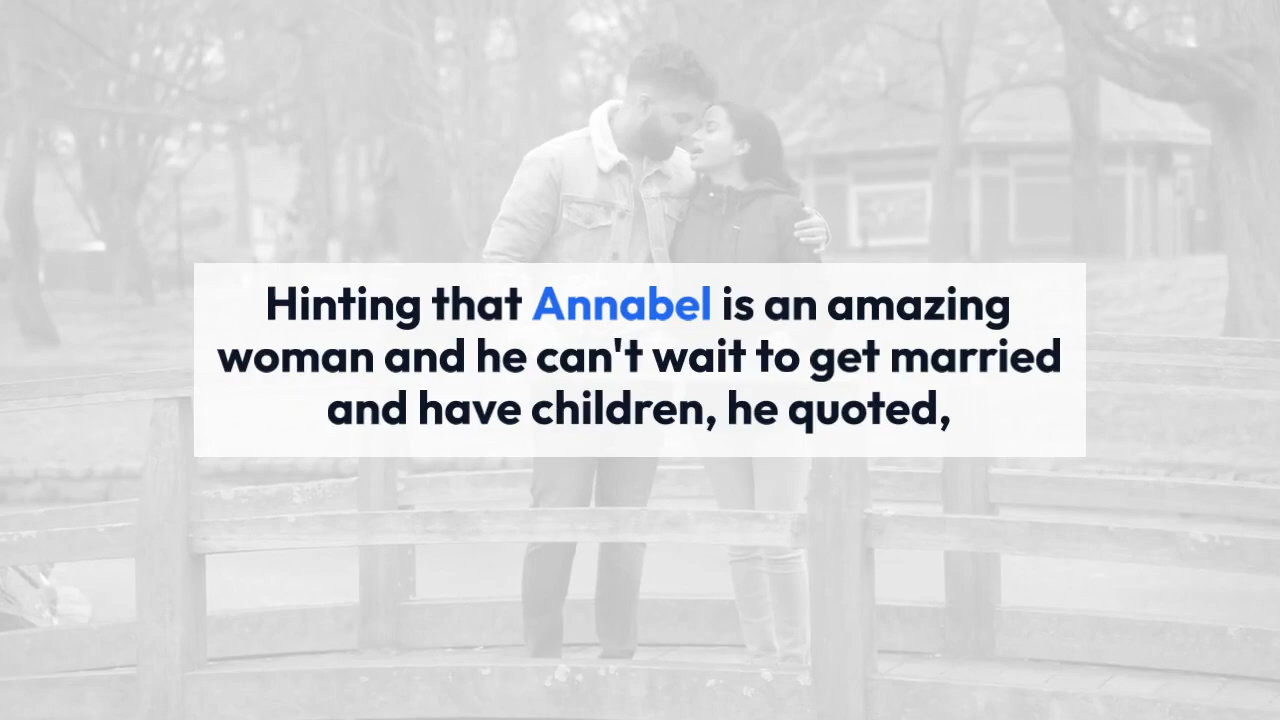 Hinting that Annabel is an amazing
woman and he can't wait to get married
and have children, he quoted,